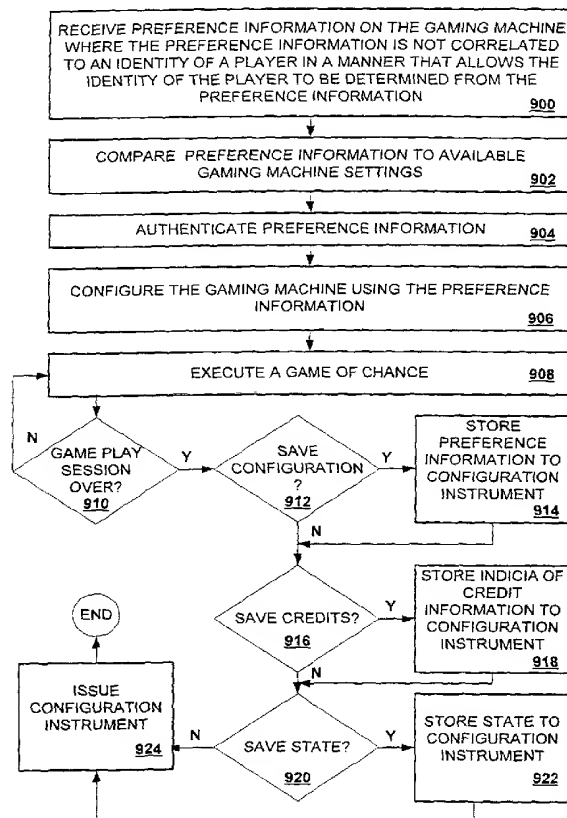 RECEIVE PREFERENCE INFORMATION ON THE GAMING MACHINE
WHERE THE PREFERENCE INFORMATION IS NOT CORRELATED
TO AN IDENTITY OF A PLAYER IN A MANNER THAT ALLOWS THE
IDENTITY OF THE PLAYER TO BE DETERMINED FROM THE
PREFERENCE INFORMATION
900
COMPARE PREFERENCE INFORMATION TO AVAILABLE
GAMING MACHINE SETTINGS
902
AUTHENTICATE PREFERENCE INFORMATION
904
CONFIGURE THE GAMING MACHINE USING THE PREFERENCE
INFORMATION
906
EXECUTE A GAME OF CHANCE
908
N
GAME PLAY
SESSION
OVER?
910
Y
SAVE
CONFIGURATION
?
912
Y
STORE
PREFERENCE
INFORMATION TO
CONFIGURATION
INSTRUMENT
914
N
SAVE CREDITS?
916
Y
STORE INDICIA OF
CREDIT
INFORMATION TO
CONFIGURATION
INSTRUMENT
918
N
END
ISSUE
CONFIGURATION
INSTRUMENT
924
N
SAVE STATE?
920
Y
STORE STATE TO
CONFIGURATION
INSTRUMENT
922